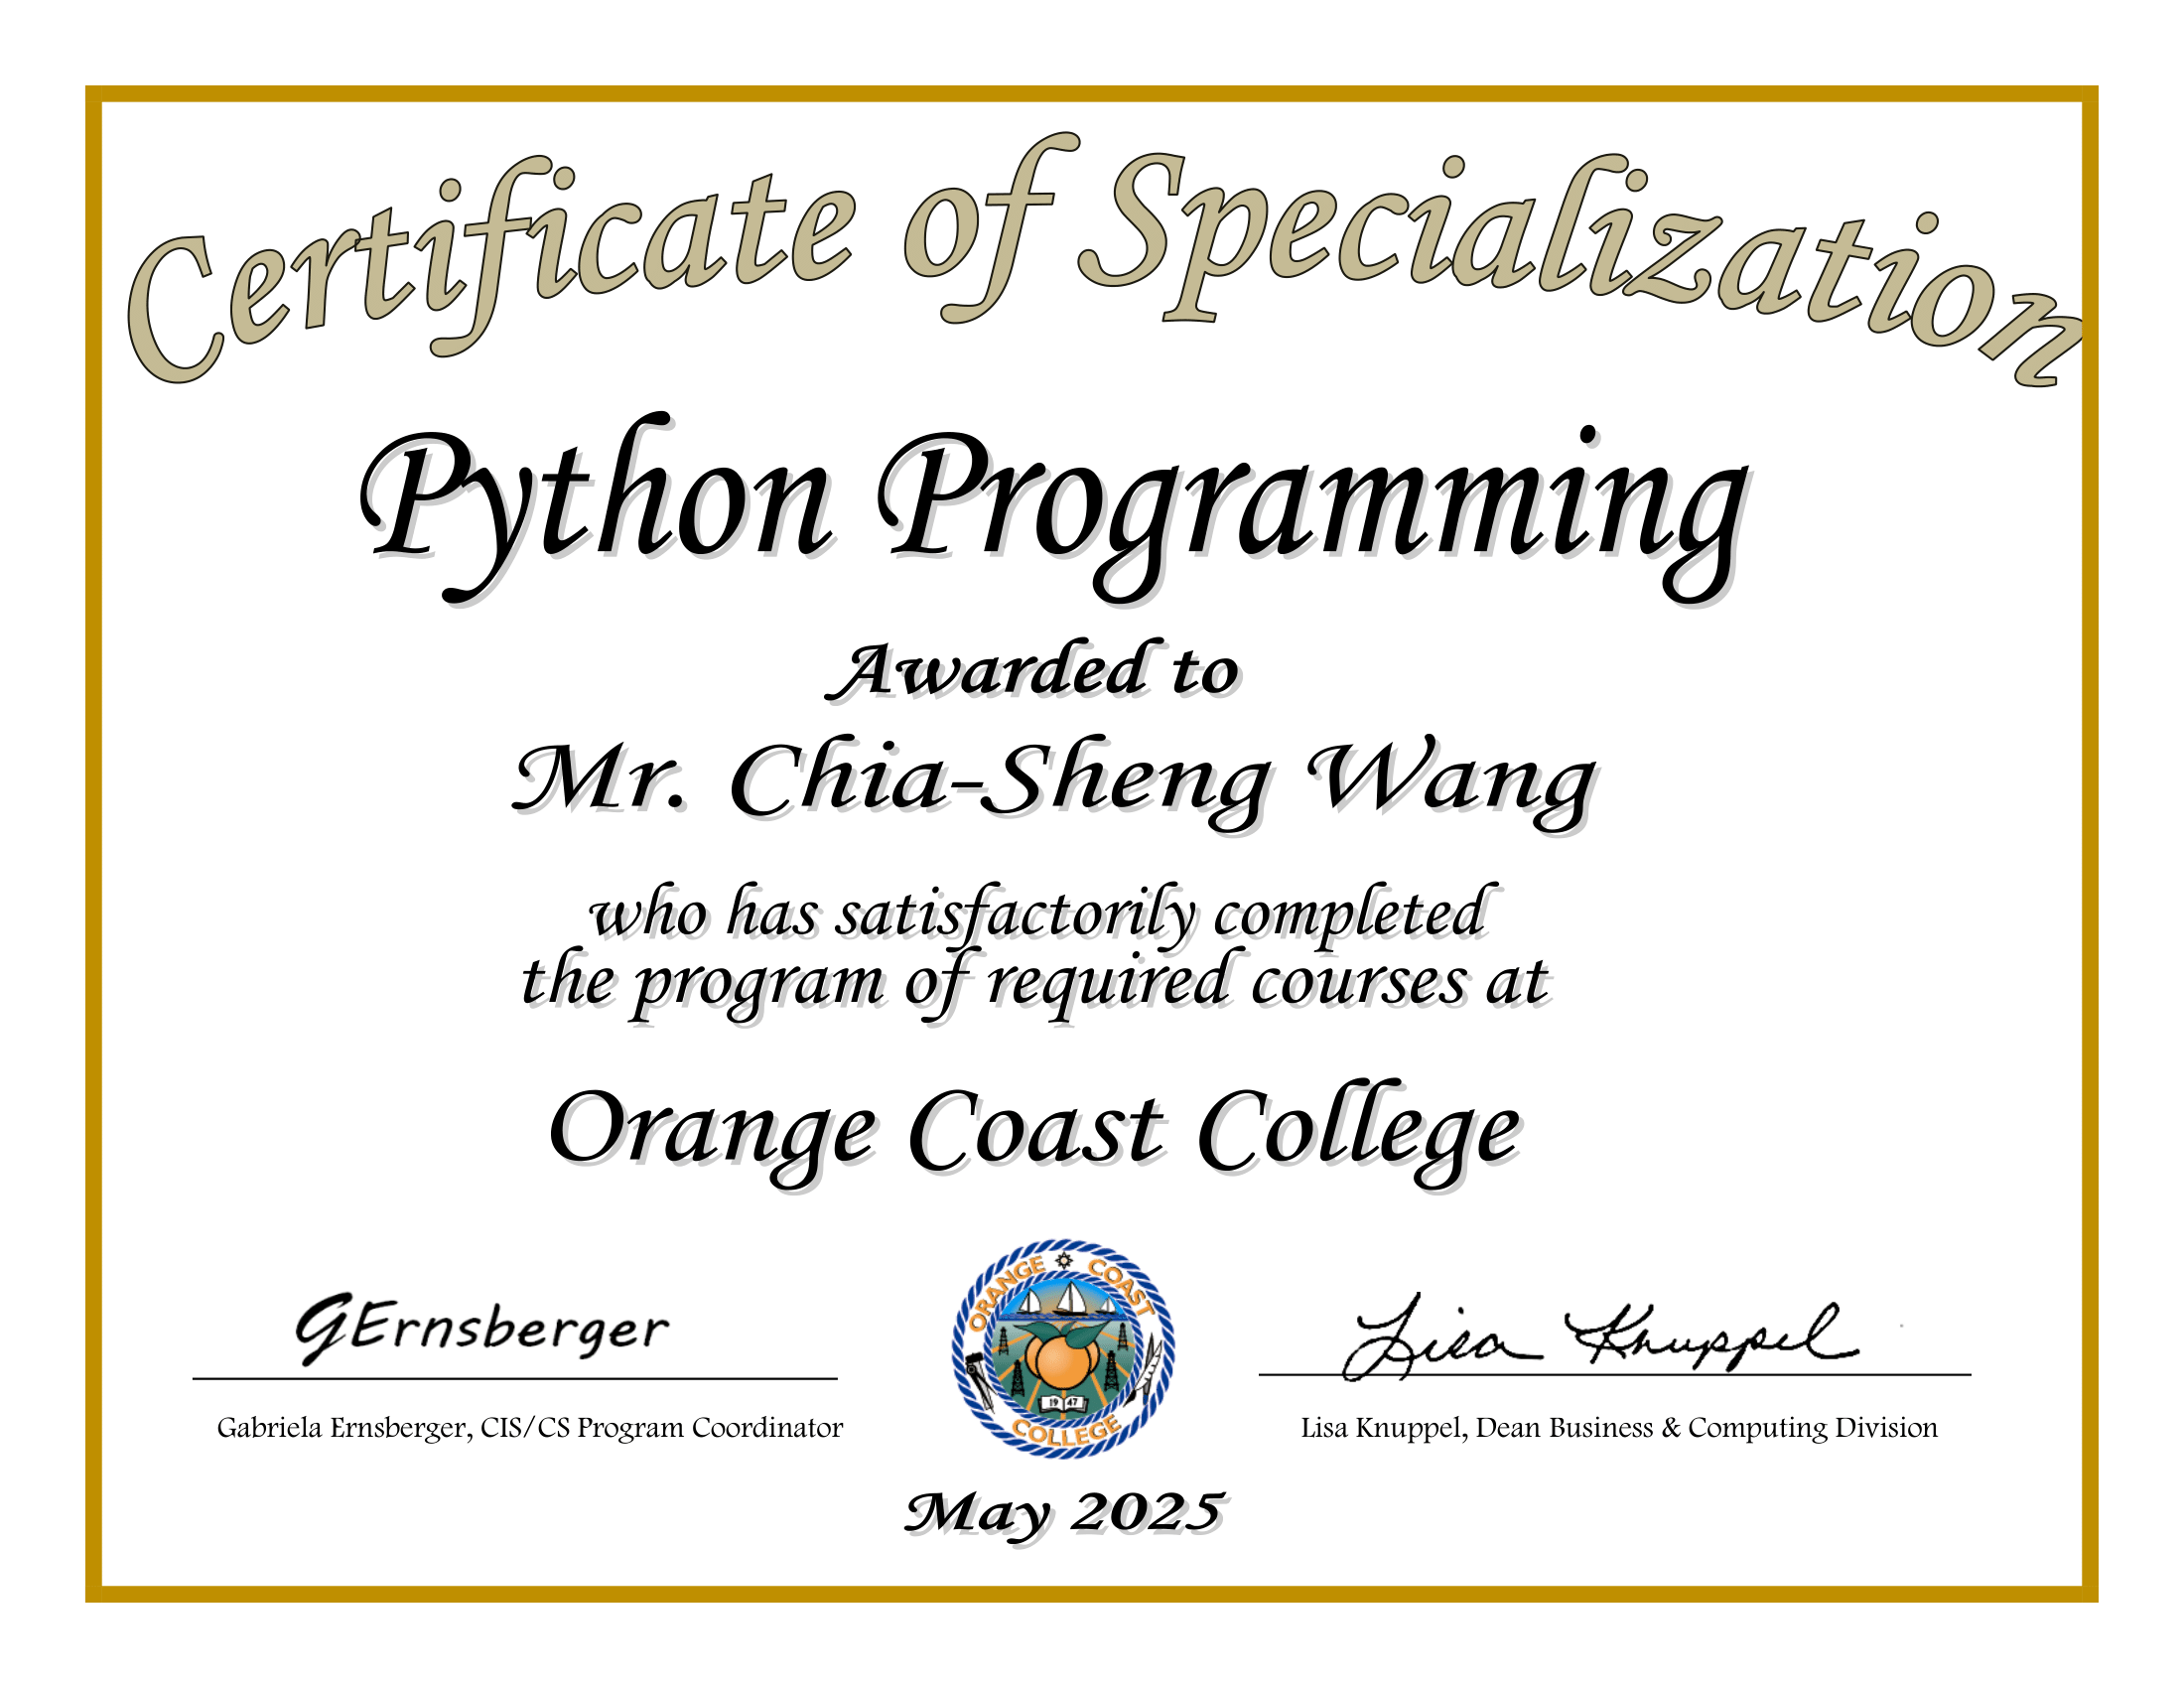 Certificate of Specialization
Python Programming
Awarded to
Mr. Chia-Sheng Wang
who has satisfactorily completed
the program of required courses at
Orange Coast College
GErnsberger
Lisa Knuppel
Gabriela Ernsberger, CIS/CS Program Coordinator
ORANGE COAST
19 47
COLLEGE
Lisa Knuppel, Dean Business & Computing Division
May 2025